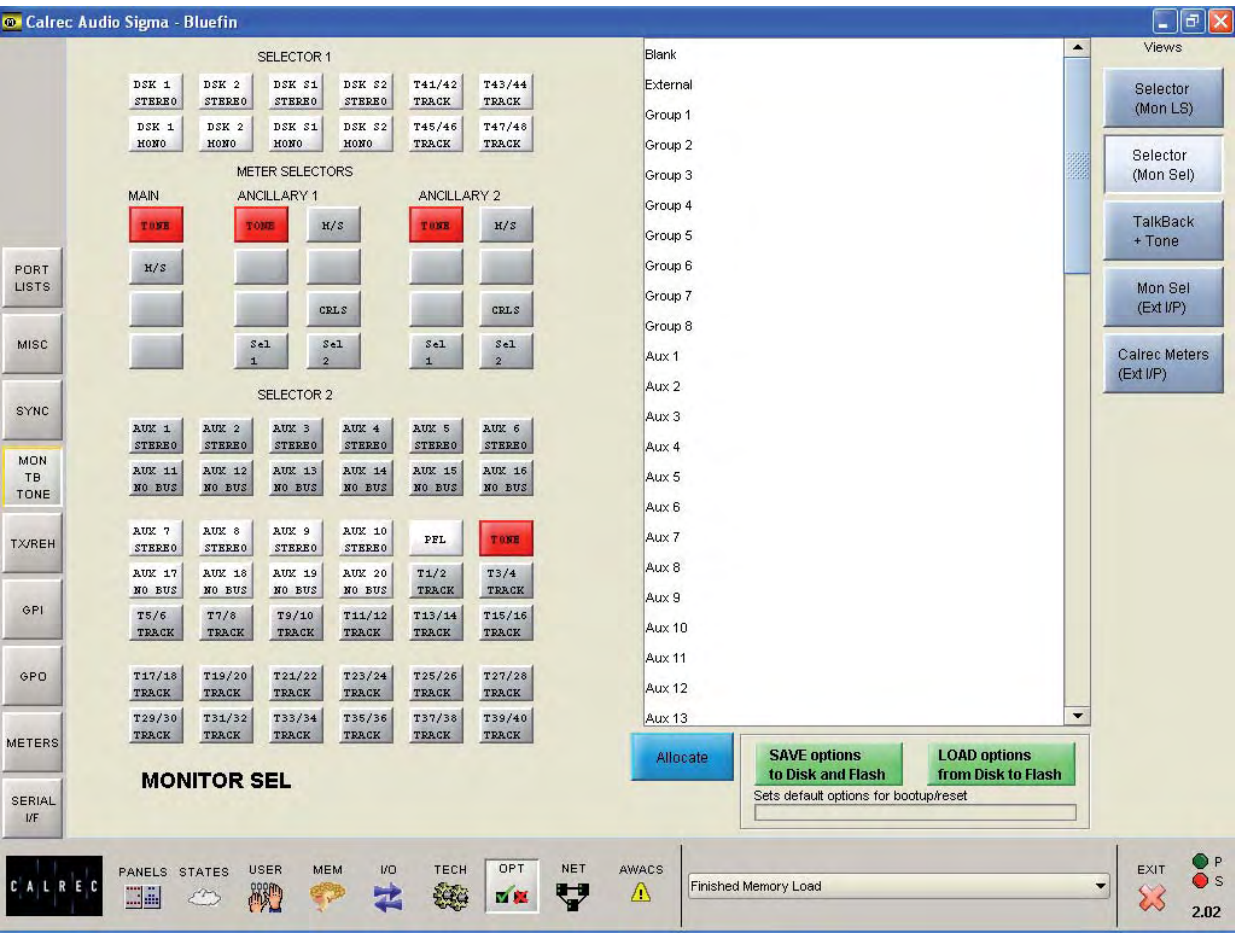 Calrec Audio Sigma - Bluefin
SELECTOR 1
DSK 1 STEREO
DSK 2 STEREO
DSK S1 STEREO
DSK S2 STEREO
T41/42 TRACK
T43/44 TRACK
DSK 1 MONO
DSK 2 MONO
DSK S1 MONO
DSK S2 MONO
T45/46 TRACK
T47/48 TRACK
METER SELECTORS
MAIN
ANCILLARY 1
ANCILLARY 2
TONE
TONE
M/S
TONE
M/S
M/S
CRLS
CRLS
Sel 1
Sel 2
Sel 1
Sel 2
SELECTOR 2
AUX 1 STEREO
AUX 2 STEREO
AUX 3 STEREO
AUX 4 STEREO
AUX 5 STEREO
AUX 6 STEREO
AUX 11 NO BUS
AUX 12 NO BUS
AUX 13 NO BUS
AUX 14 NO BUS
AUX 15 NO BUS
AUX 16 NO BUS
AUX 7 STEREO
AUX 8 STEREO
AUX 9 STEREO
AUX 10 STEREO
PFL
TONE
AUX 17 NO BUS
AUX 18 NO BUS
AUX 19 NO BUS
AUX 20 NO BUS
T1/2 TRACK
T3/4 TRACK
T5/6 TRACK
T7/8 TRACK
T9/10 TRACK
T11/12 TRACK
T13/14 TRACK
T15/16 TRACK
T17/18 TRACK
T19/20 TRACK
T21/22 TRACK
T23/24 TRACK
T25/26 TRACK
T27/28 TRACK
T29/30 TRACK
T31/32 TRACK
T33/34 TRACK
T35/36 TRACK
T37/38 TRACK
T39/40 TRACK
MONITOR SEL
PORT LISTS
MISC
SYNC
MON TB TONE
TX/REH
GPI
GPO
METERS
SERIAL I/F
Blank
External
Group 1
Group 2
Group 3
Group 4
Group 5
Group 6
Group 7
Group 8
Aux 1
Aux 2
Aux 3
Aux 4
Aux 5
Aux 6
Aux 7
Aux 8
Aux 9
Aux 10
Aux 11
Aux 12
Aux 13
Views
Selector (Mon LS)
Selector (Mon Sel)
TalkBack + Tone
Mon Sel (Ext I/P)
Calrec Meters (Ext I/P)
Allocate
SAVE options to Disk and Flash
LOAD options from Disk to Flash
Sets default options for bootup/reset
CALREC
PANELS
STATES
USER
MEM
I/O
TECH
OPT
NET
AWACS
Finished Memory Load
EXIT
P
S
2.02